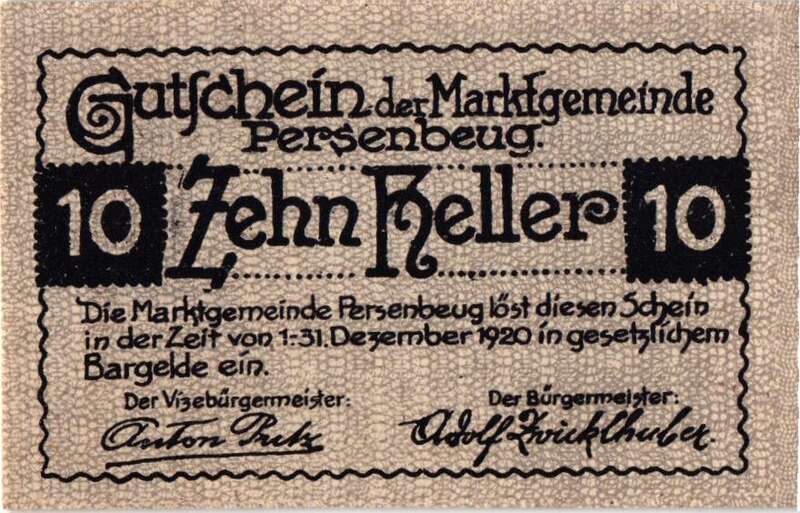 Gutschein der Marktgemeinde
Persenbeug.
10 Zehn Heller 10
Die Marktgemeinde Persenbeug löst diesen Schein
in der Zeit von 1.-31. Dezember 1920 in gesetzlichem
Bargelde ein.
Der Vizebürgermeister: Der Bürgermeister:
Anton Adolf Zwicklhuber.